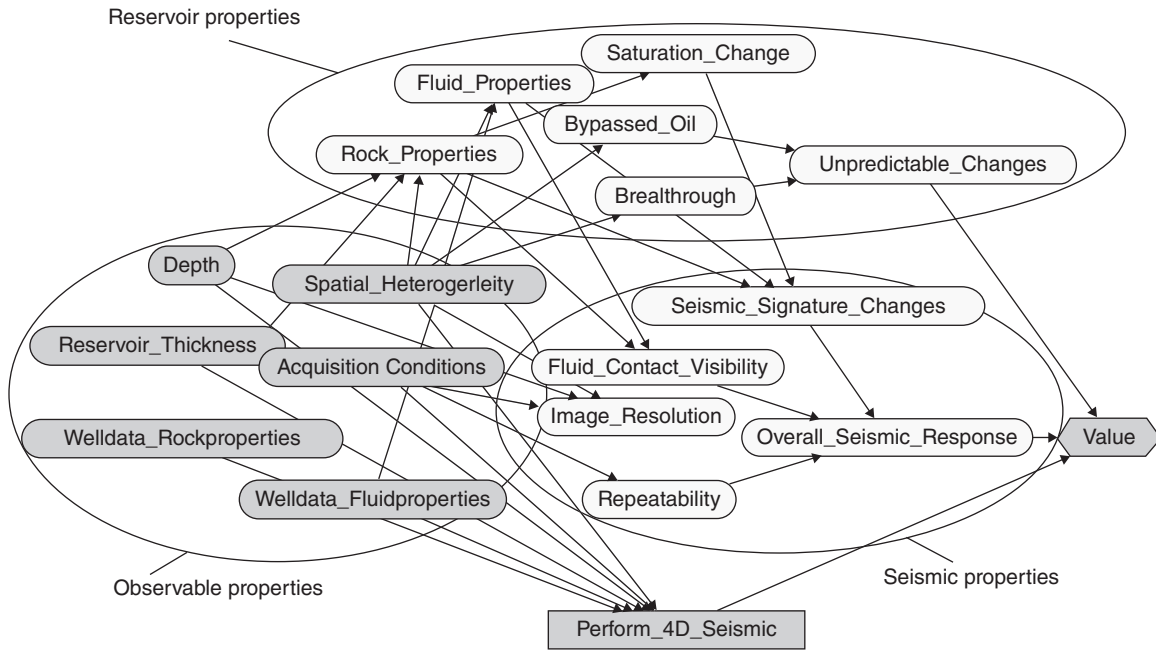 Reservoir properties
Saturation_Change
Fluid_Properties
Bypassed_Oil
Rock_Properties
Unpredictable_Changes
Brealthrough
Depth
Spatial_Heterogerleity
Seismic_Signature_Changes
Reservoir_Thickness
Acquisition Conditions
Fluid_Contact_Visibility
Image_Resolution
Welldata_Rockproperties
Overall_Seismic_Response
Value
Welldata_Fluidproperties
Repeatability
Observable properties
Seismic properties
Perform_4D_Seismic